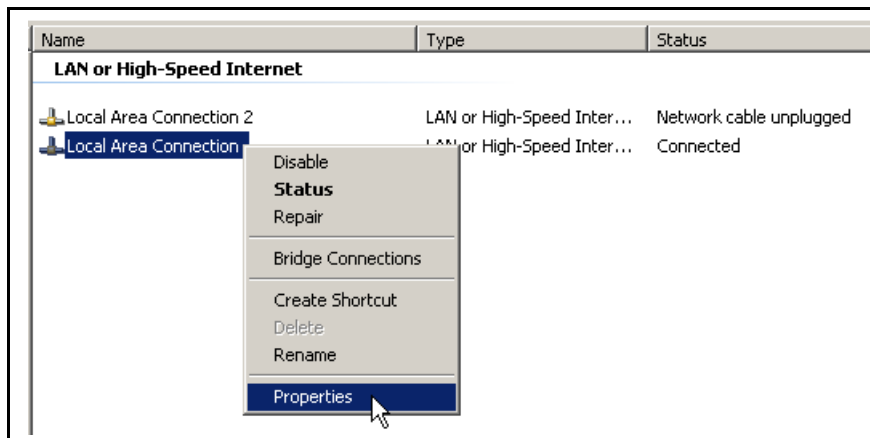 Name Type Status
LAN or High-Speed Internet
Local Area Connection 2 LAN or High-Speed Inter... Network cable unplugged
Local Area Connection LAN or High-Speed Inter... Connected
Disable
Status
Repair
Bridge Connections
Create Shortcut
Delete
Rename
Properties